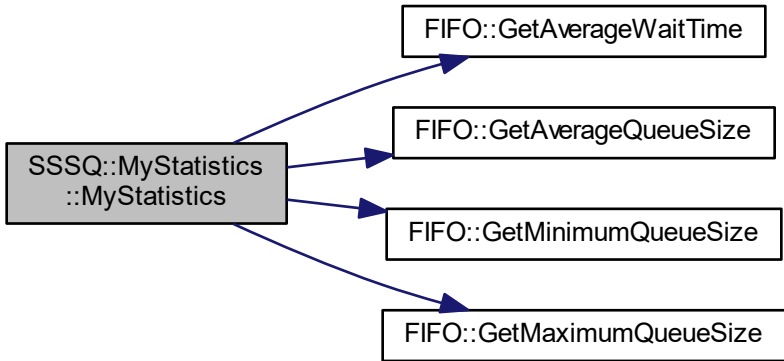 FIFO::GetAverageWaitTime
FIFO::GetAverageQueueSize
SSSQ::MyStatistics
::MyStatistics
FIFO::GetMinimumQueueSize
FIFO::GetMaximumQueueSize